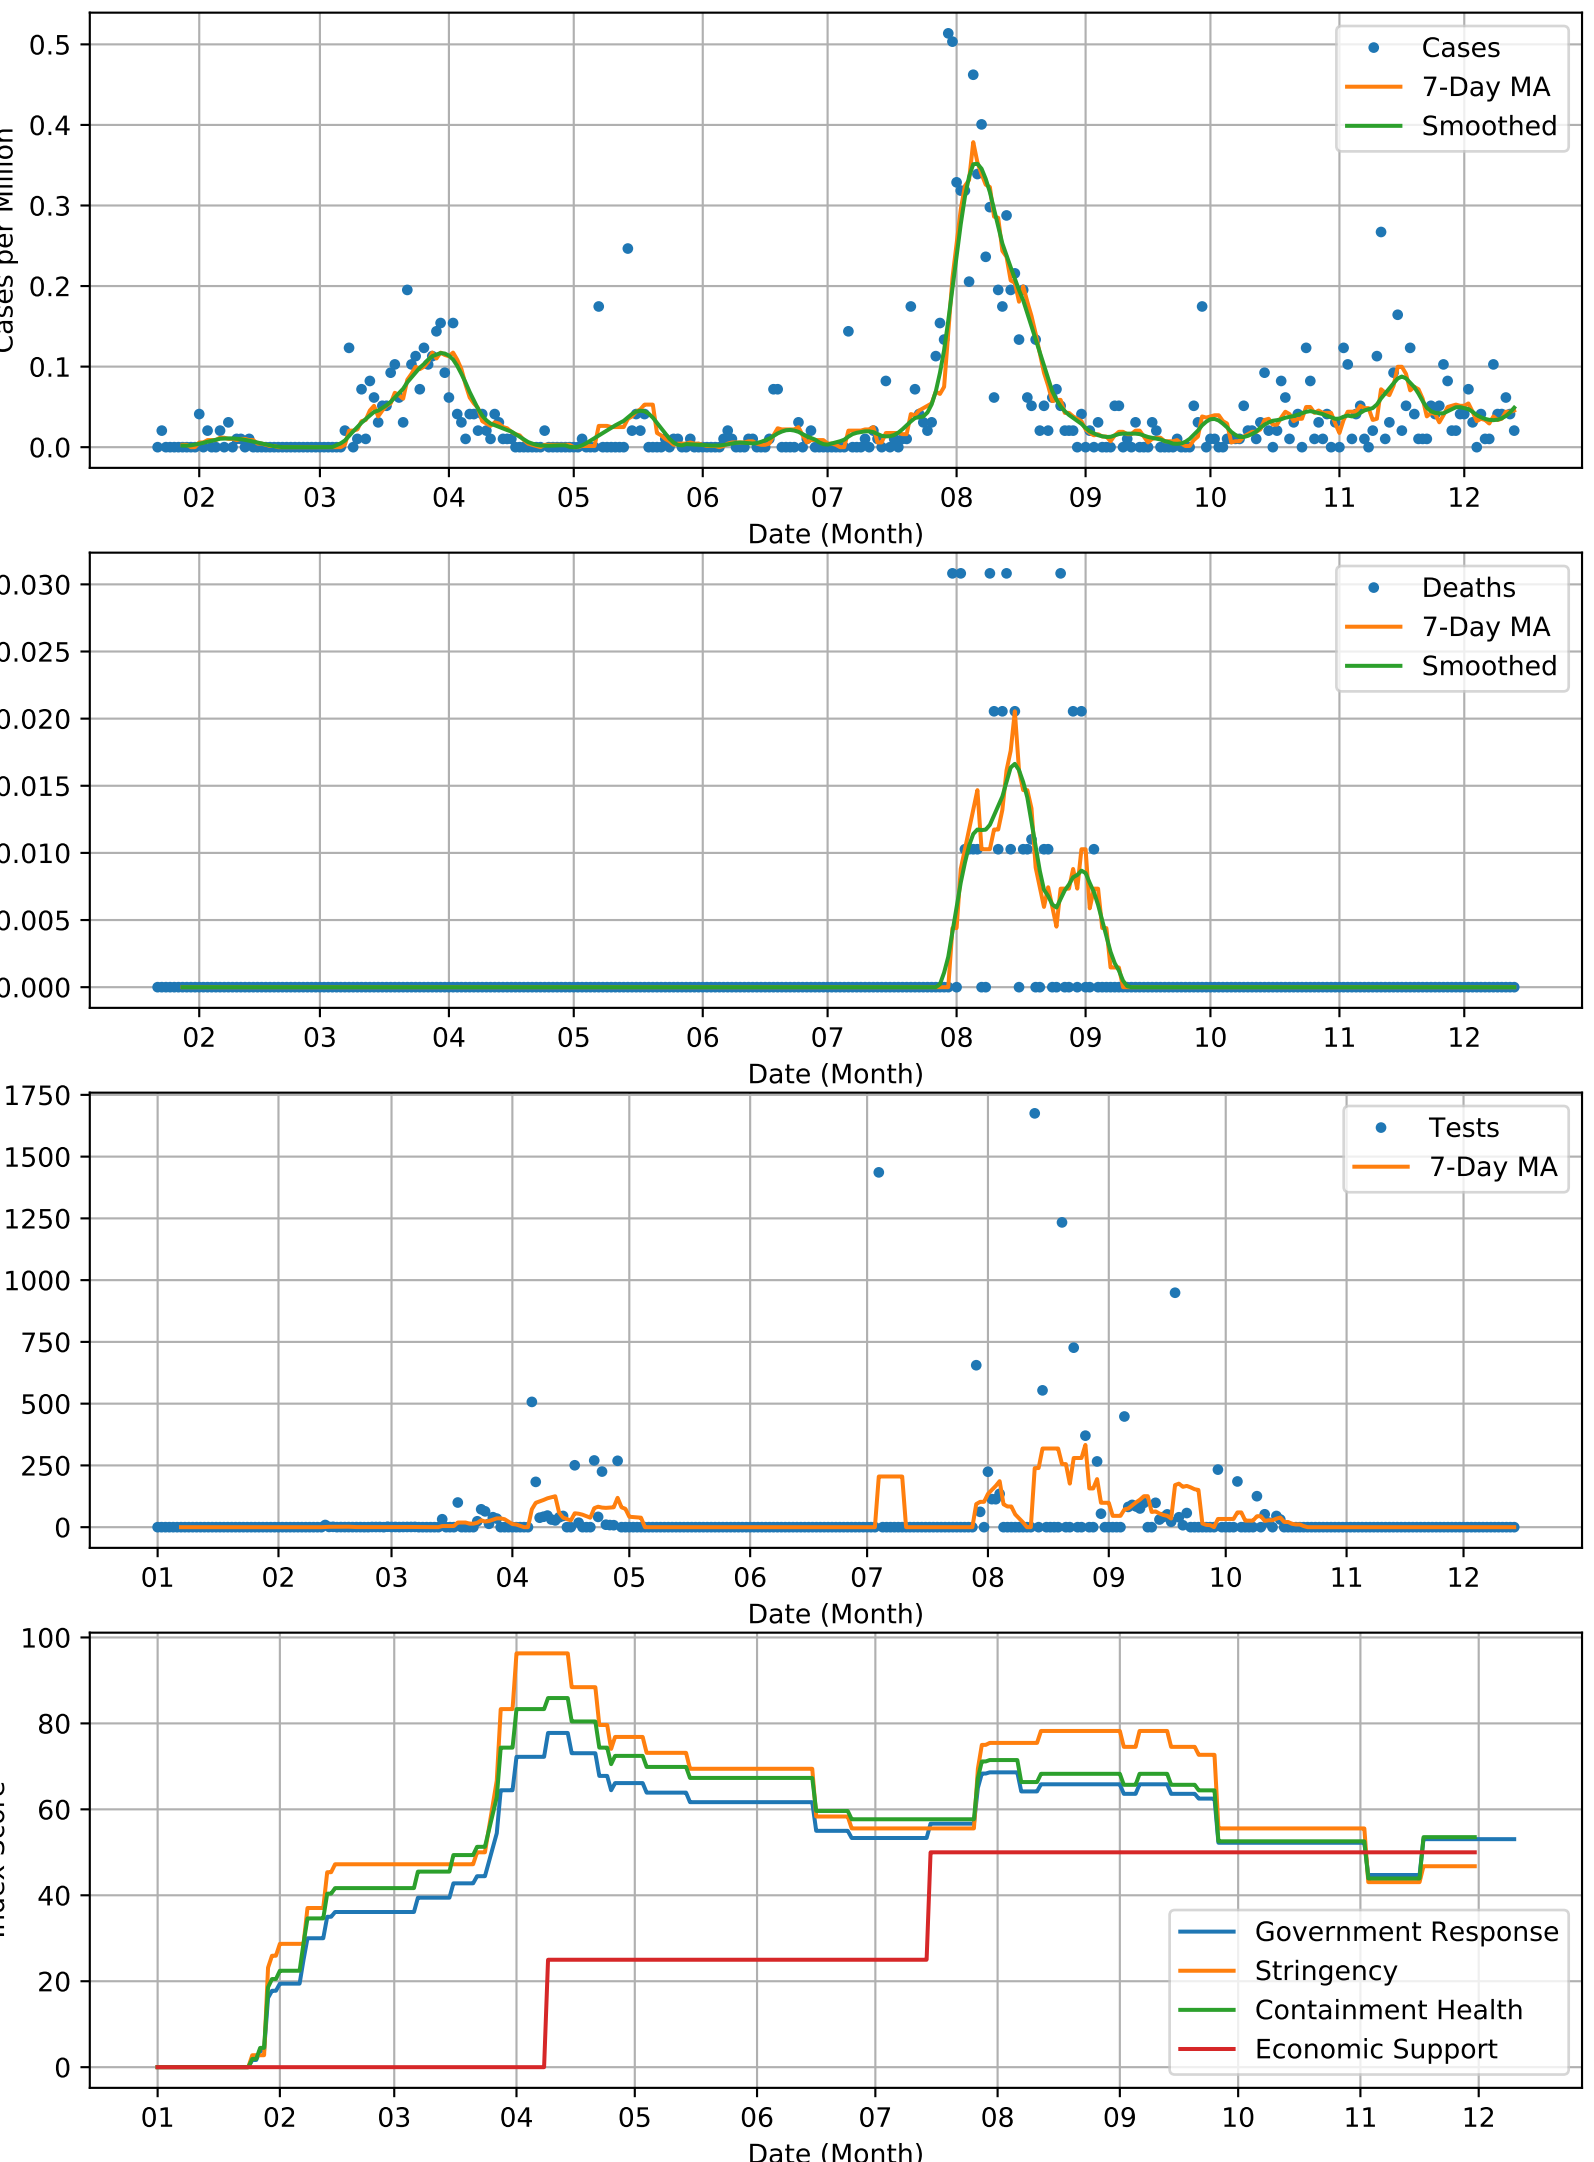 0.5
0.4
0.3
0.2
0.1
0.0
Cases per Million
Cases
7-Day MA
Smoothed
02 03 04 05 06 07 08 09 10 11 12
Date (Month)
0.030
0.025
0.020
0.015
0.010
0.005
0.000
Deaths
7-Day MA
Smoothed
02 03 04 05 06 07 08 09 10 11 12
Date (Month)
1750
1500
1250
1000
750
500
250
0
Tests
7-Day MA
01 02 03 04 05 06 07 08 09 10 11 12
Date (Month)
100
80
60
40
20
0
Index Score
Government Response
Stringency
Containment Health
Economic Support
01 02 03 04 05 06 07 08 09 10 11 12
Date (Month)